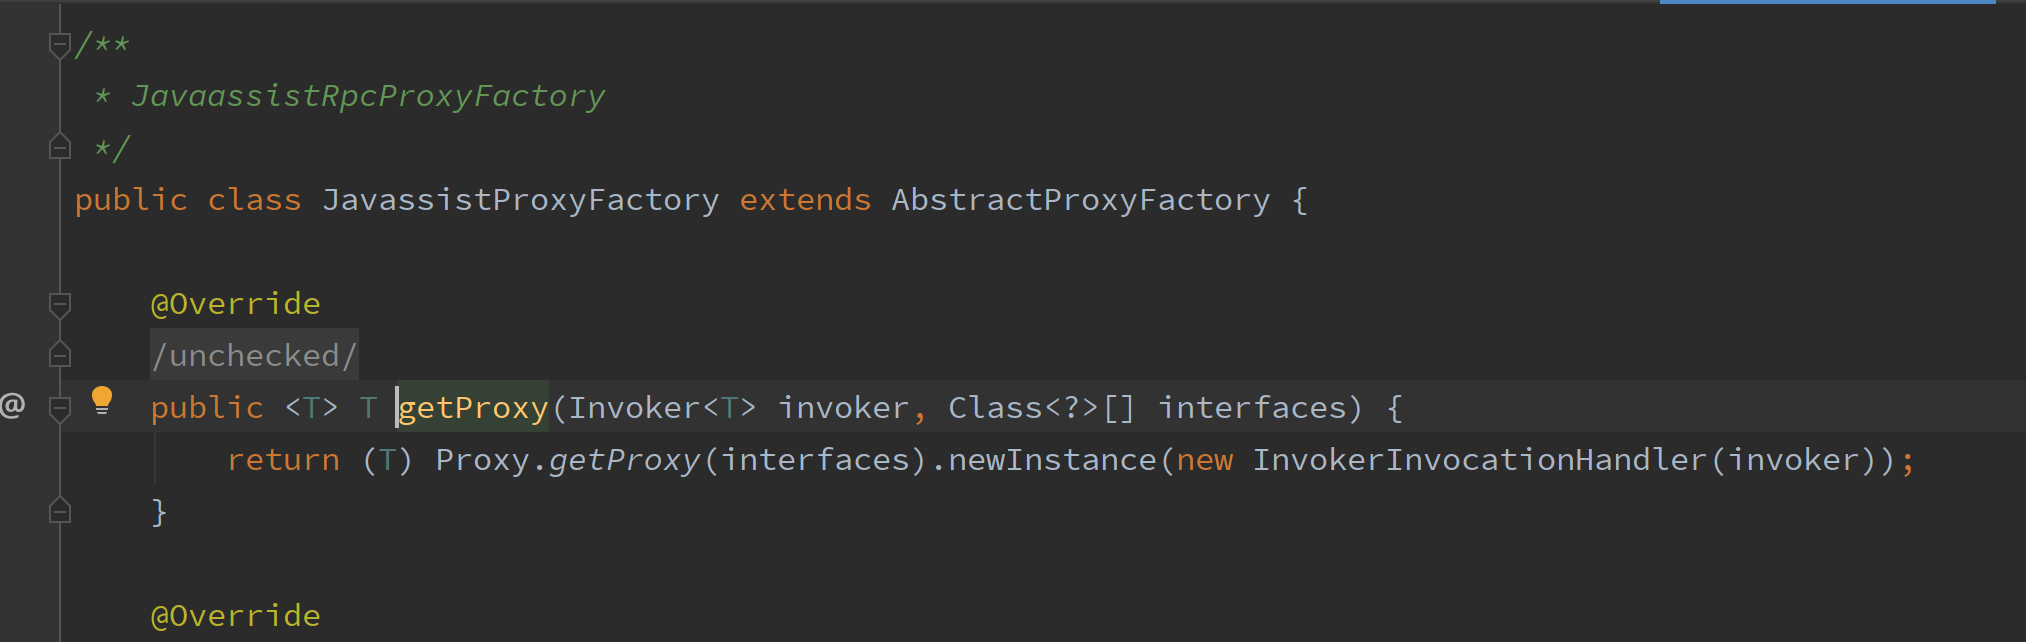 /**
* JavaassistRpcProxyFactory
*/
public class JavassistProxyFactory extends AbstractProxyFactory {
@Override
/unchecked/
@
public <T> T getProxy(Invoker<T> invoker, Class<?>[] interfaces) {
return (T) Proxy.getProxy(interfaces).newInstance(new InvokerInvocationHandler(invoker));
}
@Override